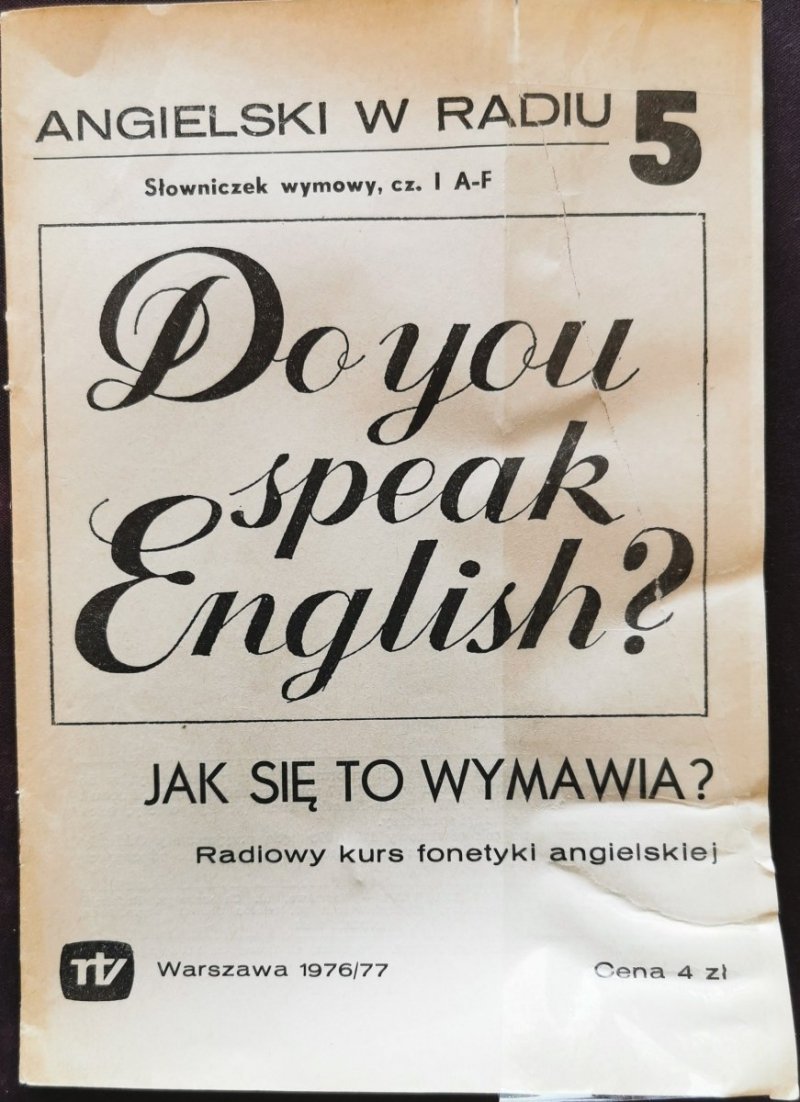 ANGIELSKI W RADIU 5
Słowniczek wymowy, cz. I A-F
Do you
speak
English?
JAK SIĘ TO WYMAWIA?
Radiowy kurs fonetyki angielskiej
rtv Warszawa 1976/77 Cena 4 zł